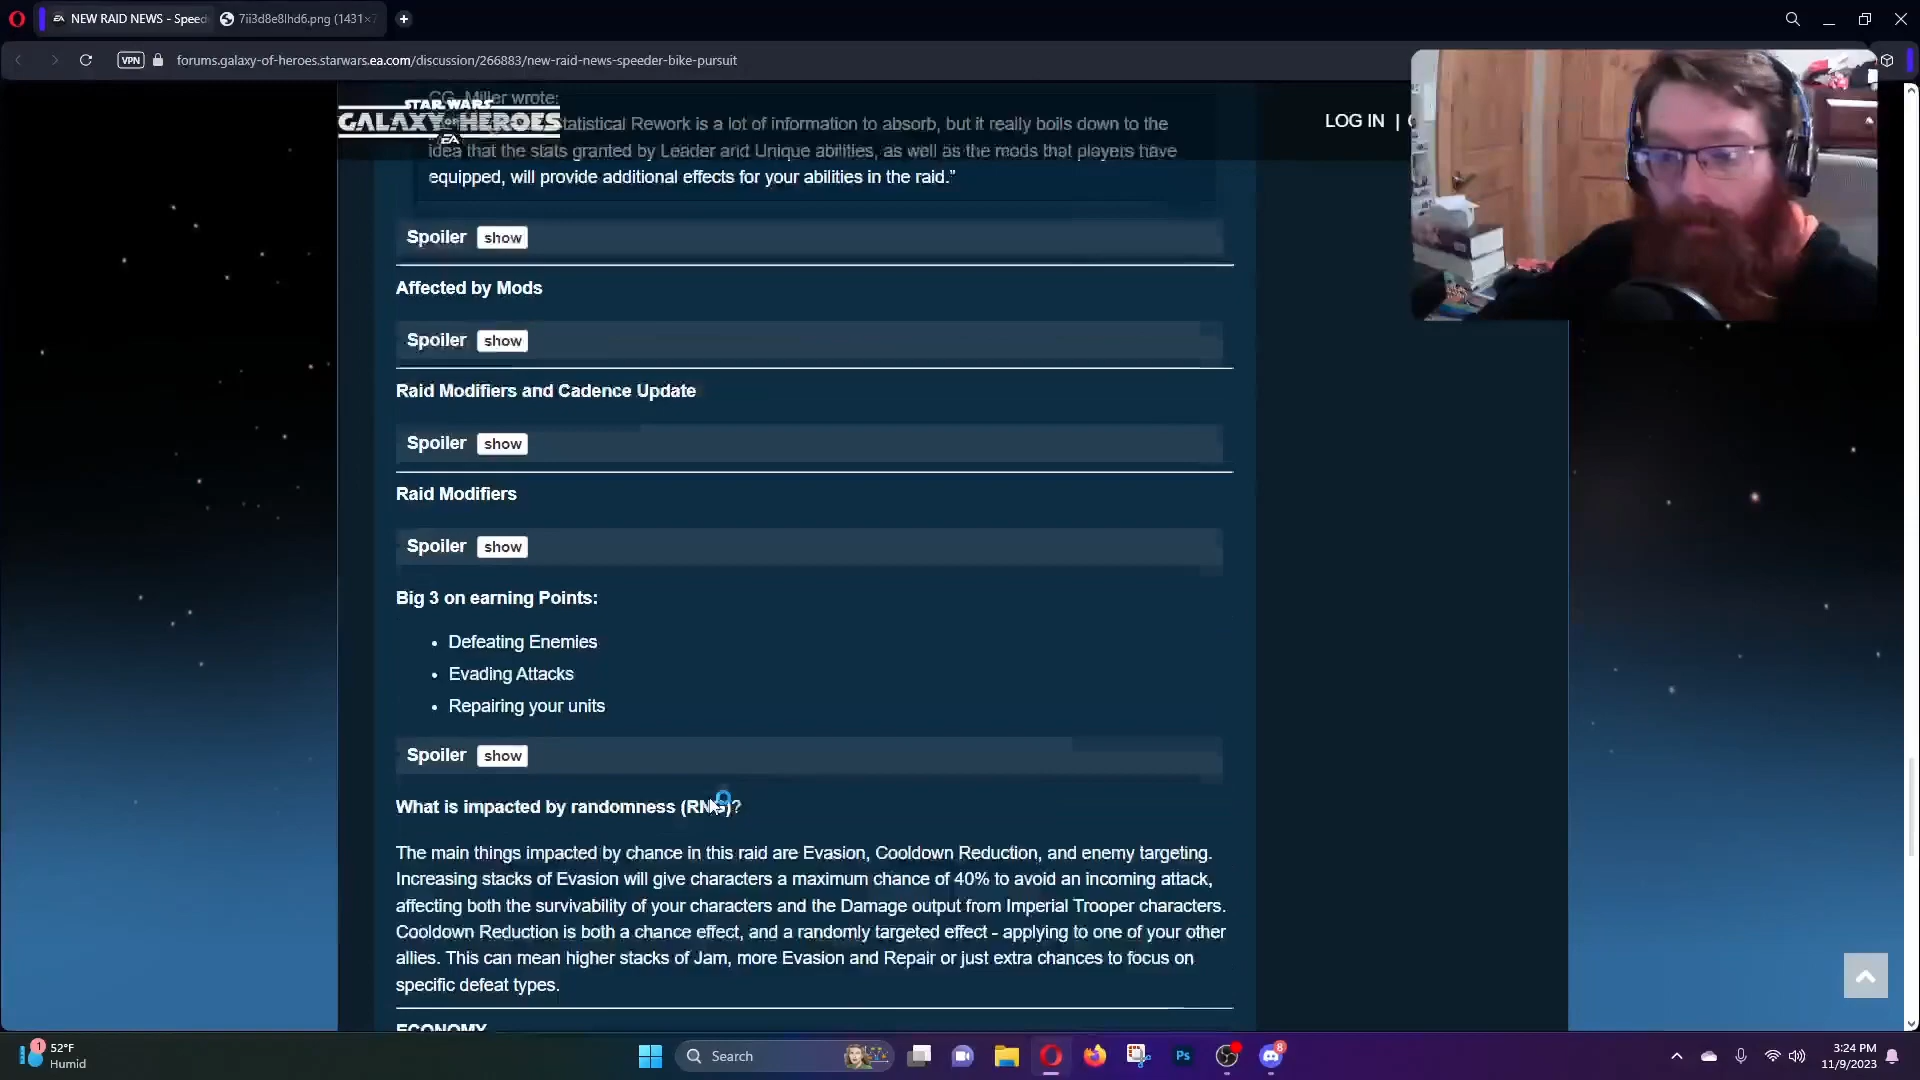 NEW RAID NEWS - Speed
7ii3d8e8lhd6.png (1431×7
VPN
forums.galaxy-of-heroes.starwars.ea.com/discussion/266883/new-raid-news-speeder-bike-pursuit
STAR WARS
GALAXY OF HEROES
EA
LOG IN |
CG_Miller wrote:
Statistical Rework is a lot of information to absorb, but it really boils down to the
idea that the stats granted by Leader and Unique abilities, as well as the mods that players have
equipped, will provide additional effects for your abilities in the raid."
Spoiler show
Affected by Mods
Spoiler show
Raid Modifiers and Cadence Update
Spoiler show
Raid Modifiers
Spoiler show
Big 3 on earning Points:
• Defeating Enemies
• Evading Attacks
• Repairing your units
Spoiler show
What is impacted by randomness (RNG)?
The main things impacted by chance in this raid are Evasion, Cooldown Reduction, and enemy targeting.
Increasing stacks of Evasion will give characters a maximum chance of 40% to avoid an incoming attack,
affecting both the survivability of your characters and the Damage output from Imperial Trooper characters.
Cooldown Reduction is both a chance effect, and a randomly targeted effect - applying to one of your other
allies. This can mean higher stacks of Jam, more Evasion and Repair or just extra chances to focus on
specific defeat types.
ECONOMY
1
52°F
Humid
Search
Ps
8
3:24 PM
11/9/2023